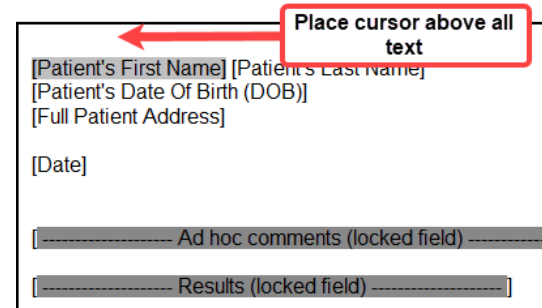 Place cursor above all
text
[Patient's First Name] [Patient's Last Name]
[Patient's Date Of Birth (DOB)]
[Full Patient Address]
[Date]
[ -------------------- Ad hoc comments (locked field) ------------
[ -------------------- Results (locked field) -------------------- ]